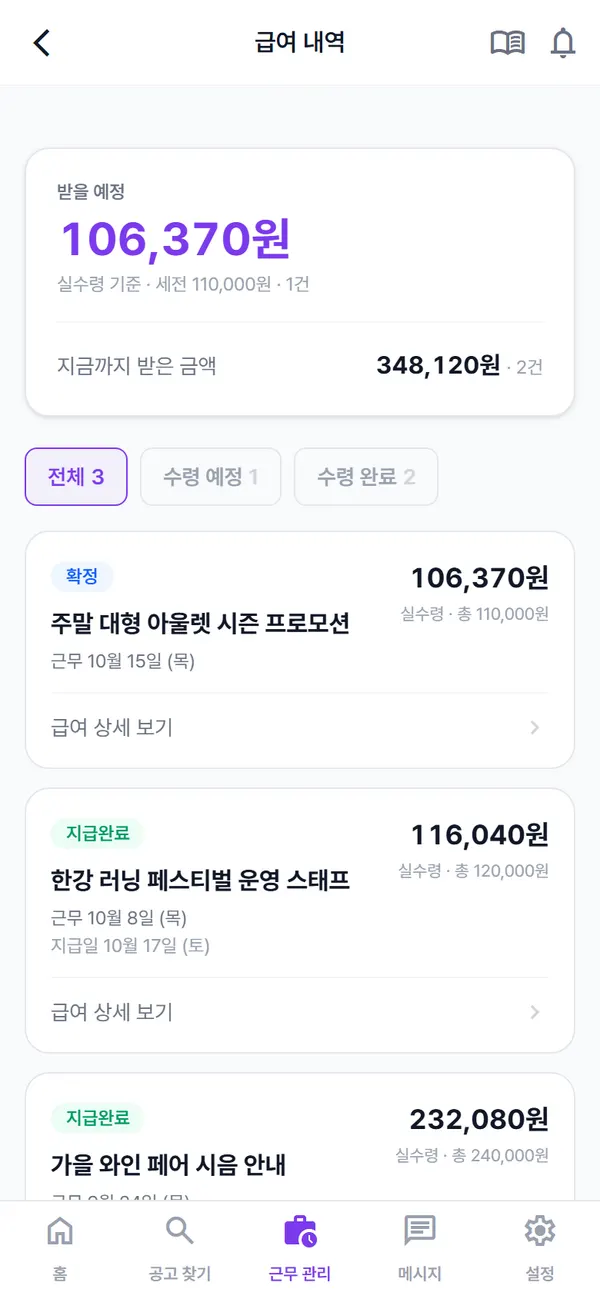 급여 내역
받을 예정
106,370원
실수령 기준 · 세전 110,000원 · 1건
지금까지 받은 금액 348,120원 · 2건
전체 3 수령 예정 1 수령 완료 2
확정
106,370원
주말 대형 아울렛 시즌 프로모션
실수령 · 총 110,000원
근무 10월 15일 (목)
급여 상세 보기
지급완료
116,040원
한강 러닝 페스티벌 운영 스태프
실수령 · 총 120,000원
근무 10월 8일 (목)
지급일 10월 17일 (토)
급여 상세 보기
지급완료
232,080원
가을 와인 페어 시음 안내
실수령 · 총 240,000원
홈 공고 찾기 근무 관리 메시지 설정